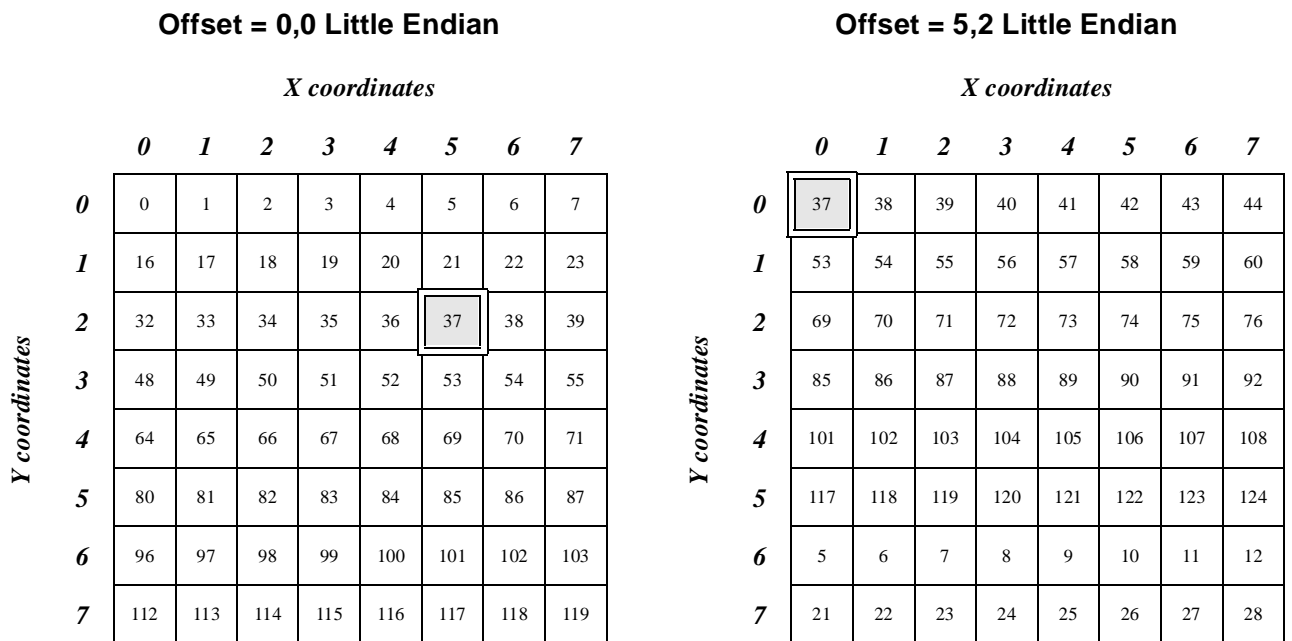 Offset = 0,0 Little Endian
X coordinates
0 1 2 3 4 5 6 7
Y coordinates
0 0 1 2 3 4 5 6 7
1 16 17 18 19 20 21 22 23
2 32 33 34 35 36 37 38 39
3 48 49 50 51 52 53 54 55
4 64 65 66 67 68 69 70 71
5 80 81 82 83 84 85 86 87
6 96 97 98 99 100 101 102 103
7 112 113 114 115 116 117 118 119
Offset = 5,2 Little Endian
X coordinates
0 1 2 3 4 5 6 7
Y coordinates
0 37 38 39 40 41 42 43 44
1 53 54 55 56 57 58 59 60
2 69 70 71 72 73 74 75 76
3 85 86 87 88 89 90 91 92
4 101 102 103 104 105 106 107 108
5 117 118 119 120 121 122 123 124
6 5 6 7 8 9 10 11 12
7 21 22 23 24 25 26 27 28